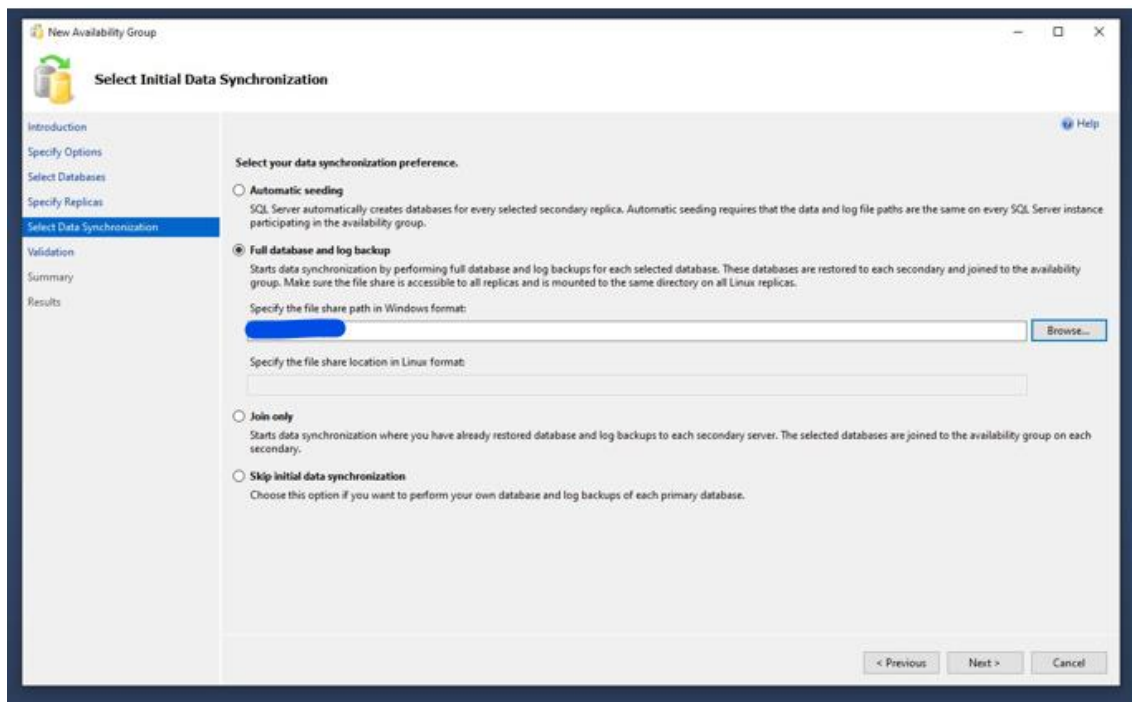 New Availability Group
Select Initial Data Synchronization
Help
Introduction
Specify Options
Select Databases
Specify Replicas
Select Data Synchronization
Validation
Summary
Results
Select your data synchronization preference.
Automatic seeding
SQL Server automatically creates databases for every selected secondary replica. Automatic seeding requires that the data and log file paths are the same on every SQL Server instance
participating in the availability group.
Full database and log backup
Starts data synchronization by performing full database and log backups for each selected database. These databases are restored to each secondary and joined to the availability
group. Make sure the file share is accessible to all replicas and is mounted to the same directory on all Linux replicas.
Specify the file share path in Windows format:
Browse...
Specify the file share location in Linux format:
Join only
Starts data synchronization where you have already restored database and log backups to each secondary server. The selected databases are joined to the availability group on each
secondary.
Skip initial data synchronization
Choose this option if you want to perform your own database and log backups of each primary database.
< Previous
Next >
Cancel